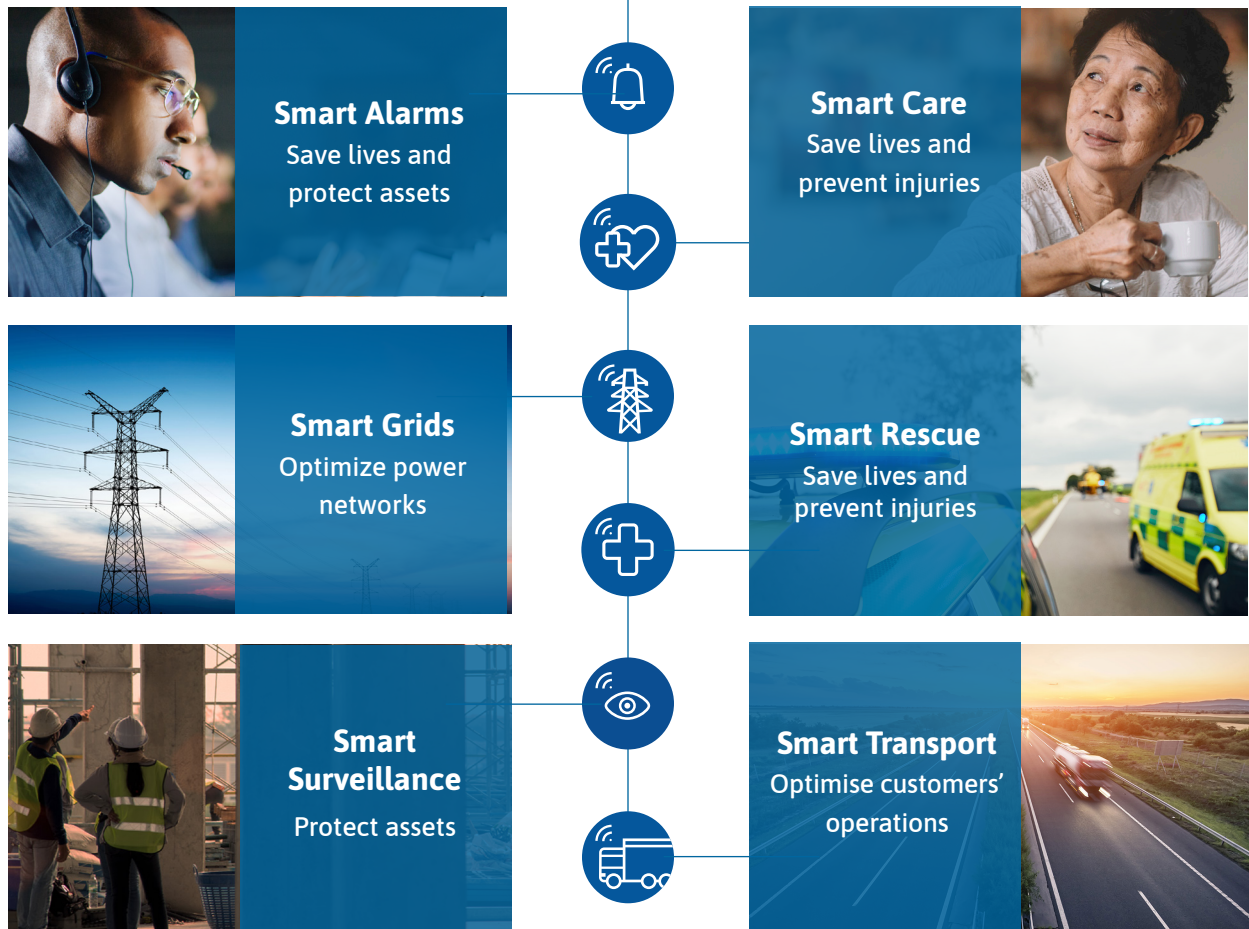 Smart Alarms
Save lives and
protect assets
Smart Care
Save lives and
prevent injuries
Smart Grids
Optimize power
networks
Smart Rescue
Save lives and
prevent injuries
Smart
Surveillance
Protect assets
Smart Transport
Optimise customers’
operations